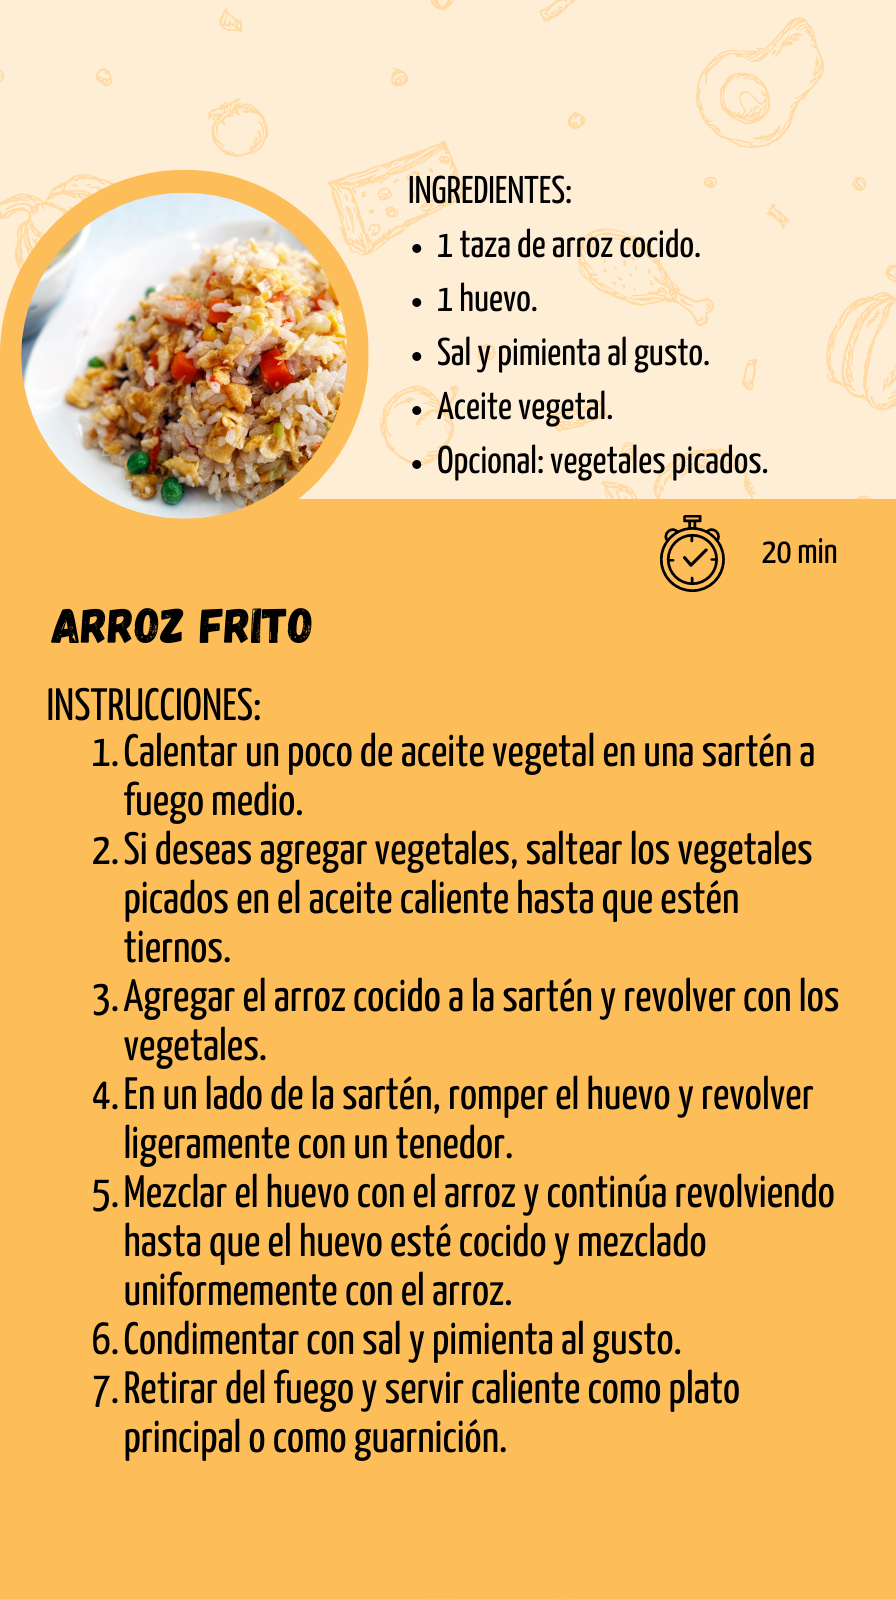 INGREDIENTES:
• 1 taza de arroz cocido.
• 1 huevo.
• Sal y pimienta al gusto.
• Aceite vegetal.
• Opcional: vegetales picados.
20 min
ARROZ FRITO
INSTRUCCIONES:
1. Calentar un poco de aceite vegetal en una sartén a
fuego medio.
2. Si deseas agregar vegetales, saltear los vegetales
picados en el aceite caliente hasta que estén
tiernos.
3. Agregar el arroz cocido a la sartén y revolver con los
vegetales.
4. En un lado de la sartén, romper el huevo y revolver
ligeramente con un tenedor.
5. Mezclar el huevo con el arroz y continúa revolviendo
hasta que el huevo esté cocido y mezclado
uniformemente con el arroz.
6. Condimentar con sal y pimienta al gusto.
7. Retirar del fuego y servir caliente como plato
principal o como guarnición.